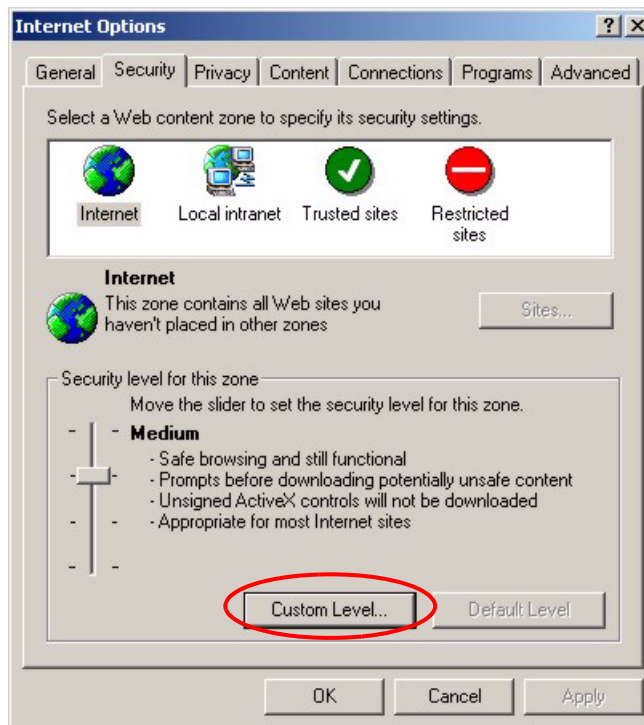 Internet Options
General Security Privacy Content Connections Programs Advanced
Select a Web content zone to specify its security settings.
Internet Local intranet Trusted sites Restricted
sites
Internet
This zone contains all Web sites you
haven't placed in other zones
Sites...
Security level for this zone
Move the slider to set the security level for this zone.
Medium
- Safe browsing and still functional
- Prompts before downloading potentially unsafe content
- Unsigned ActiveX controls will not be downloaded
- Appropriate for most Internet sites
Custom Level... Default Level
OK Cancel Apply